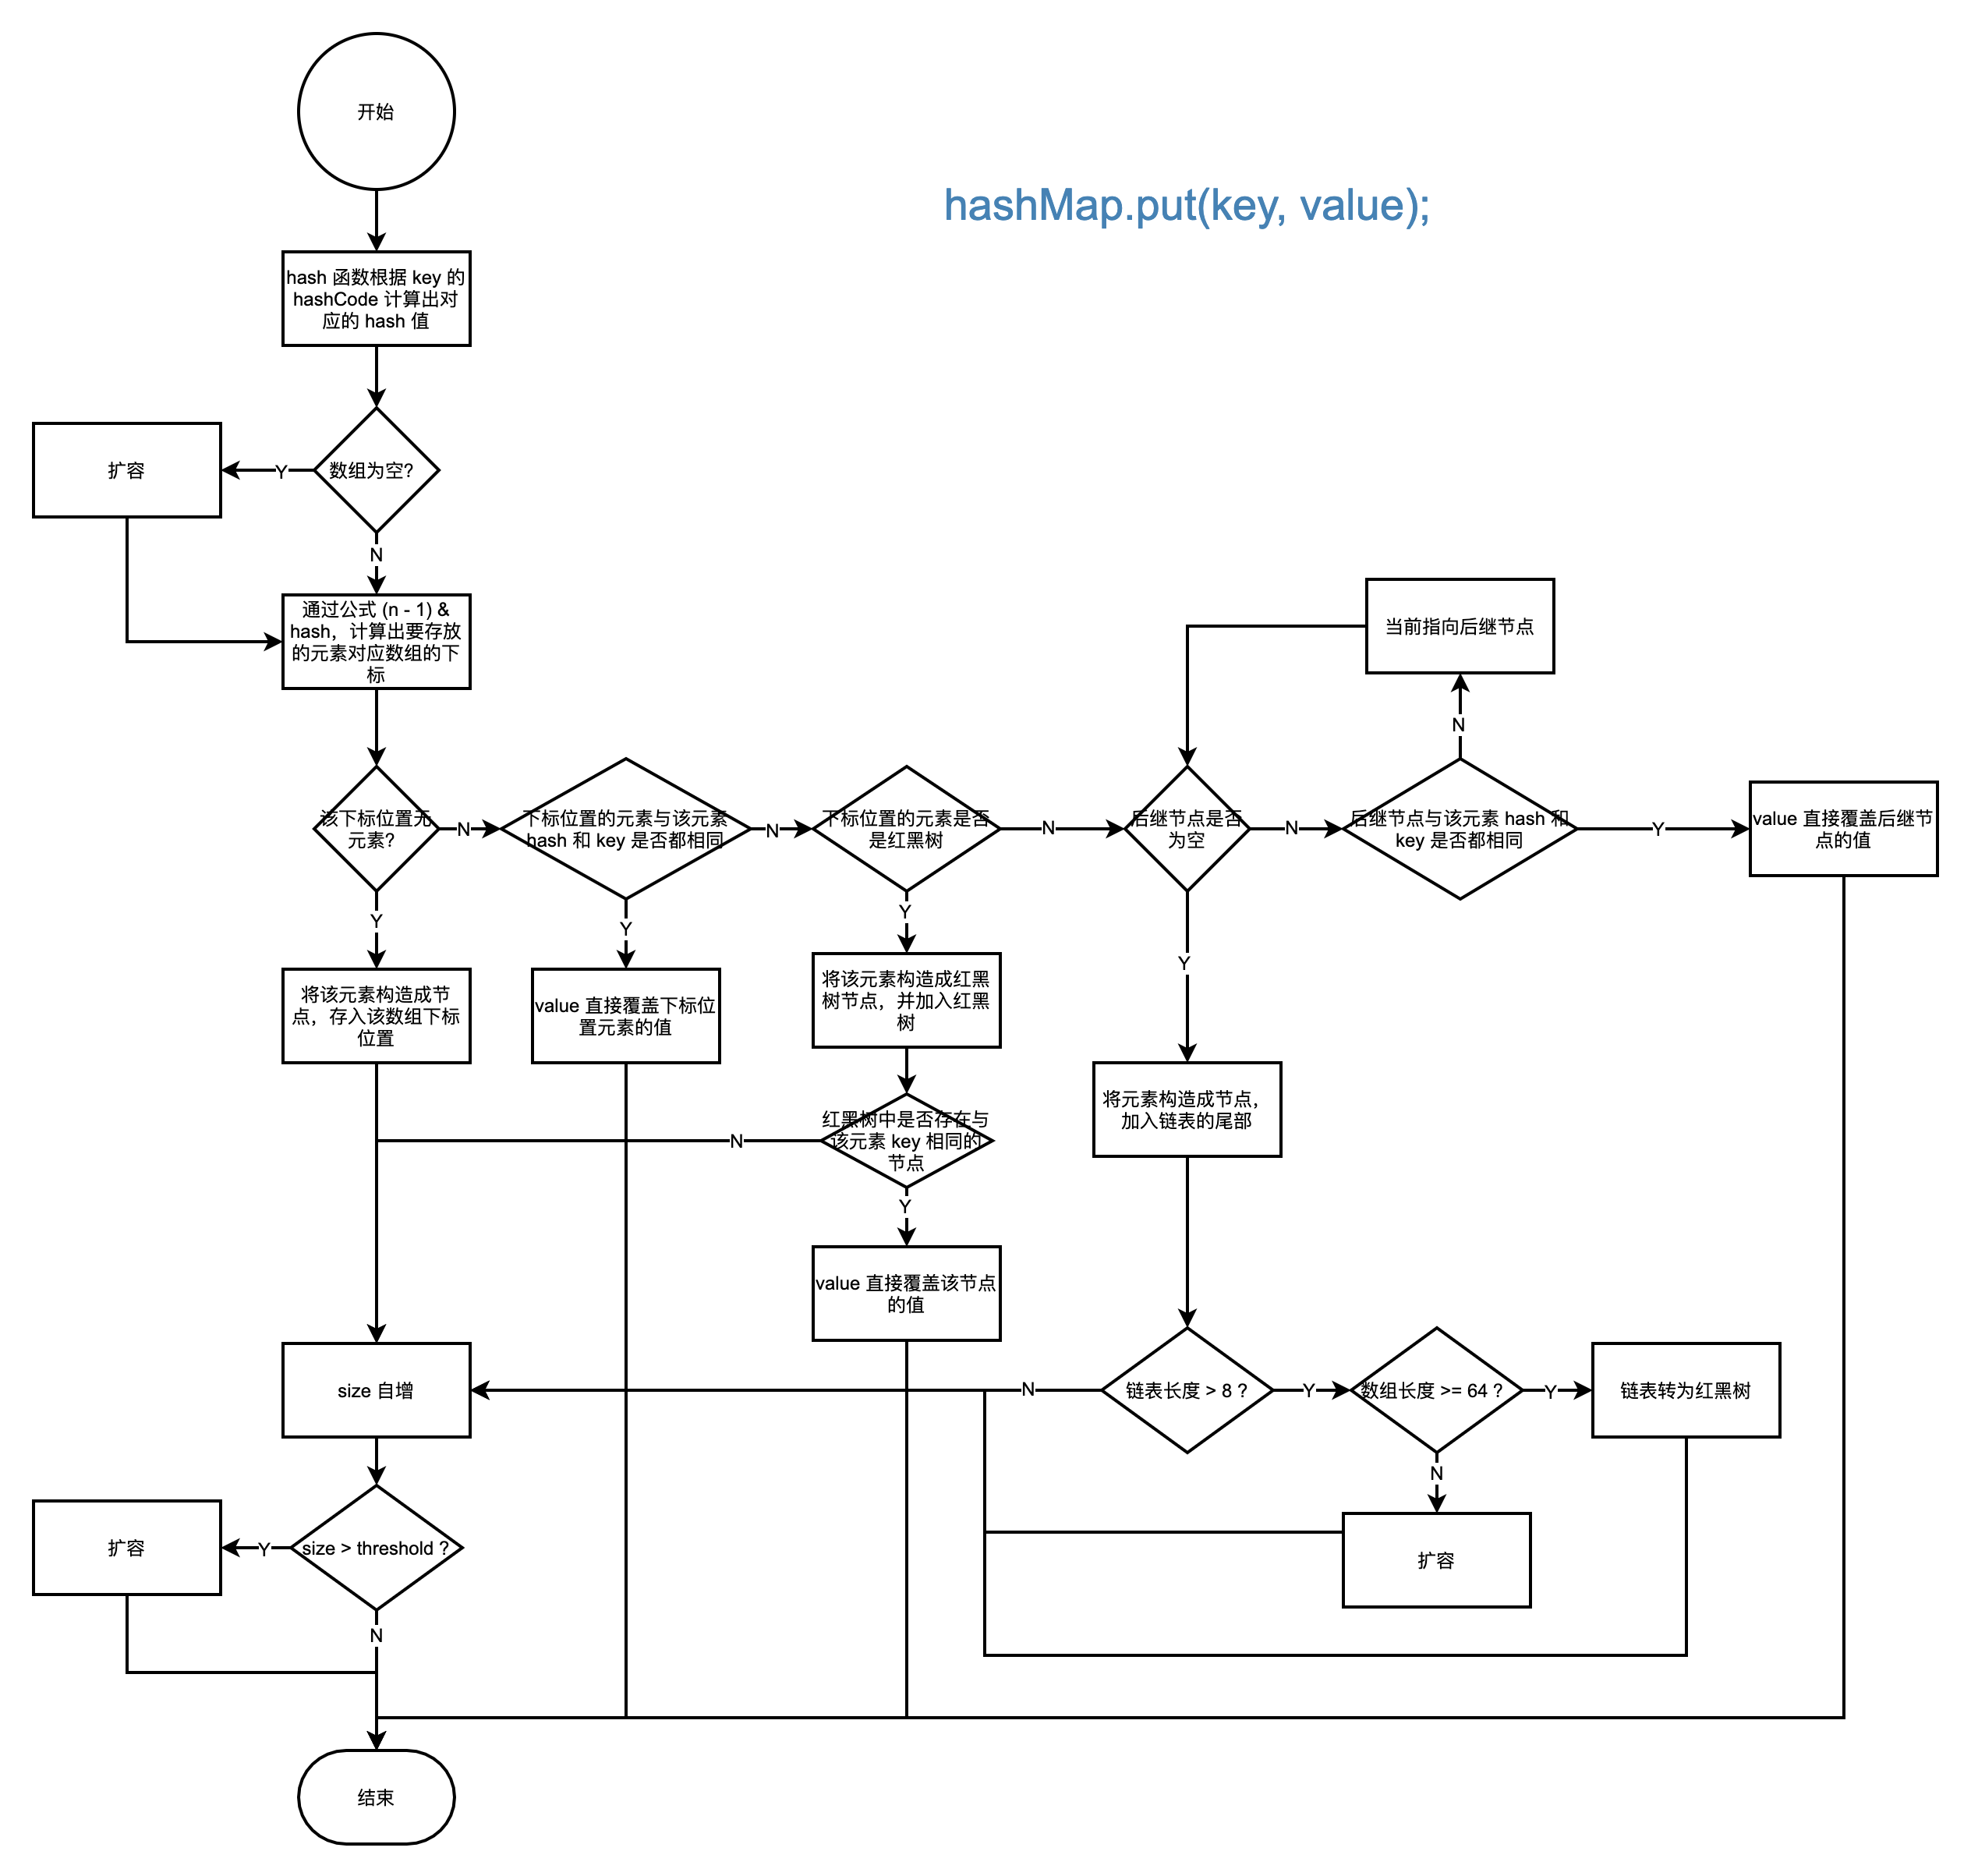 开始
hashMap.put(key, value);
hash 函数根据 key 的
hashCode 计算出对
应的 hash 值
扩容
Y
数组为空?
N
通过公式 (n - 1) &
hash，计算出要存放
的元素对应数组的下
标
当前指向后继节点
N
该下标位置元
元素?
N
下标位置的元素与该元素
hash 和 key 是否都相同
N
下标位置的元素是否
是红黑树
N
后继节点是否
为空
N
后继节点与该元素 hash 和
key 是否都相同
Y
value 直接覆盖后继节
点的值
Y
Y
Y
Y
将该元素构造成节
点，存入该数组下标
位置
value 直接覆盖下标位
置元素的值
将该元素构造成红黑
树节点，并加入红黑
树
将元素构造成节点，
加入链表的尾部
N
红黑树中是否存在与
该元素 key 相同的
节点
Y
value 直接覆盖该节点
的值
size 自增
N
链表长度 > 8 ?
Y
数组长度 >= 64 ?
Y
链表转为红黑树
N
扩容
扩容
Y
size > threshold ?
N
结束